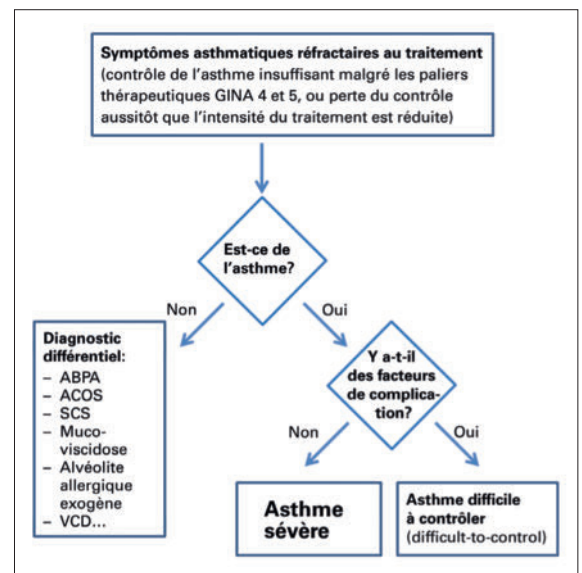 Symptômes asthmatiques réfractaires au traitement
(contrôle de l'asthme insuffisant malgré les paliers
thérapeutiques GINA 4 et 5, ou perte du contrôle
aussitôt que l'intensité du traitement est réduite)
Est-ce de
l'asthme?
Non
Oui
Diagnostic
différentiel:
– ABPA
– ACOS
– SCS
– Muco-
viscidose
– Alvéolite
allergique
exogène
– VCD...
Y a-t-il
des facteurs
de complica-
tion?
Non
Oui
Asthme
sévère
Asthme difficile
à contrôler
(difficult-to-control)